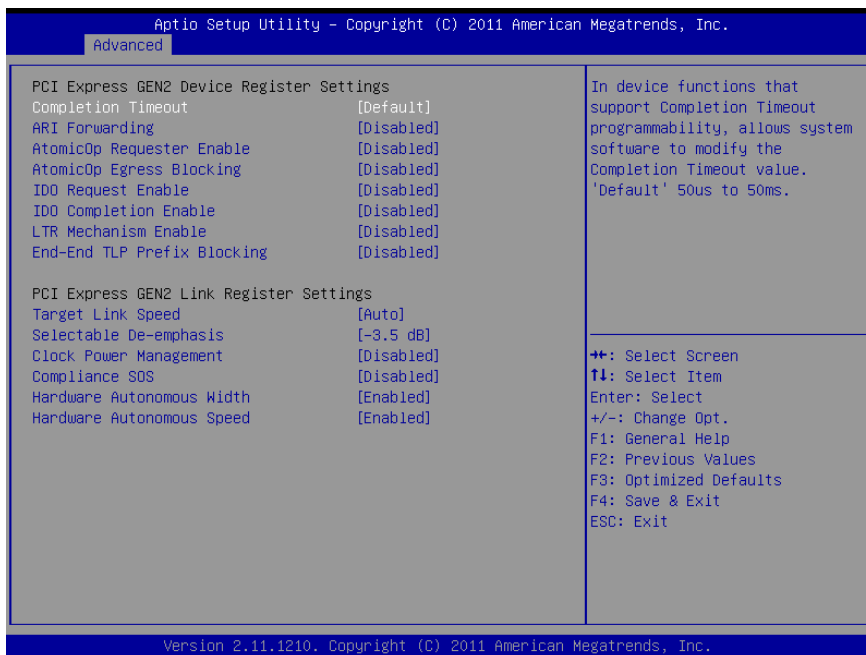 Aptio Setup Utility – Copyright (C) 2011 American Megatrends, Inc.
Advanced
PCI Express GEN2 Device Register Settings
Completion Timeout [Default]
ARI Forwarding [Disabled]
AtomicOp Requester Enable [Disabled]
AtomicOp Egress Blocking [Disabled]
IDO Request Enable [Disabled]
IDO Completion Enable [Disabled]
LTR Mechanism Enable [Disabled]
End-End TLP Prefix Blocking [Disabled]
PCI Express GEN2 Link Register Settings
Target Link Speed [Auto]
Selectable De-emphasis [-3.5 dB]
Clock Power Management [Disabled]
Compliance SOS [Disabled]
Hardware Autonomous Width [Enabled]
Hardware Autonomous Speed [Enabled]
In device functions that
support Completion Timeout
programmability, allows system
software to modify the
Completion Timeout value.
'Default' 50us to 50ms.
→←: Select Screen
↑↓: Select Item
Enter: Select
+/-: Change Opt.
F1: General Help
F2: Previous Values
F3: Optimized Defaults
F4: Save & Exit
ESC: Exit
Version 2.11.1210. Copyright (C) 2011 American Megatrends, Inc.